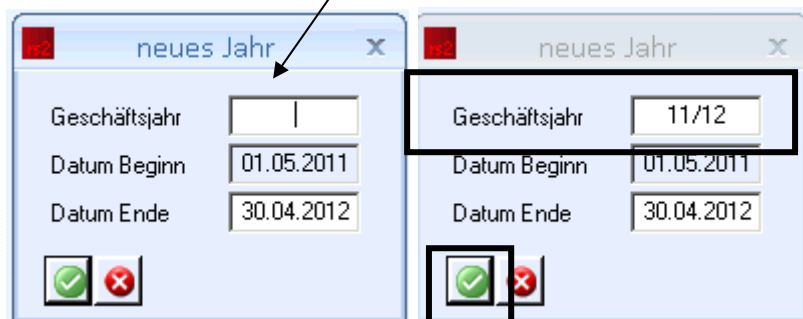 rs2 neues Jahr x
Geschäftsjahr
Datum Beginn 01.05.2011
Datum Ende 30.04.2012
rs2 neues Jahr x
Geschäftsjahr 11/12
Datum Beginn 01.05.2011
Datum Ende 30.04.2012